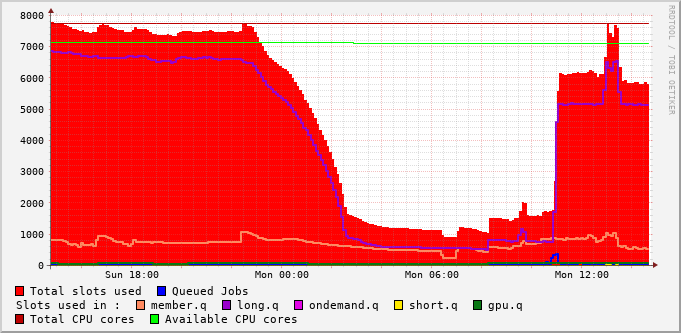 8000
7000
6000
5000
4000
3000
2000
1000
0
Sun 18:00 Mon 00:00 Mon 06:00 Mon 12:00
RRDTOOL / TOBI OETIKER
Total slots used Queued Jobs
Slots used in : member.q long.q ondemand.q short.q gpu.q
Total CPU cores Available CPU cores